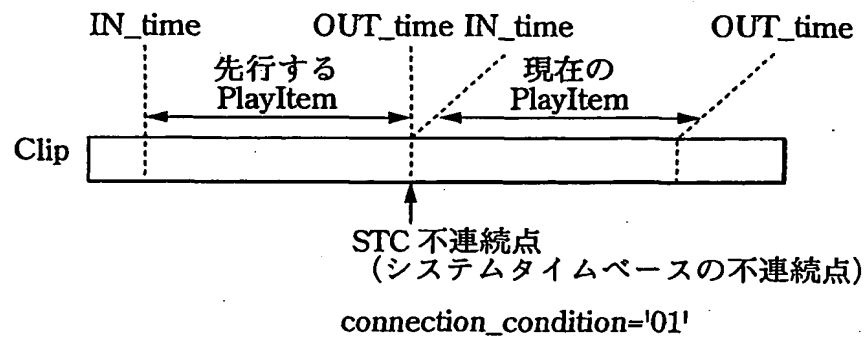 IN_time OUT_time IN_time OUT_time
先行する 現在の
PlayItem PlayItem
Clip
STC 不連続点
(システムタイムベースの不連続点)
connection_condition='01'